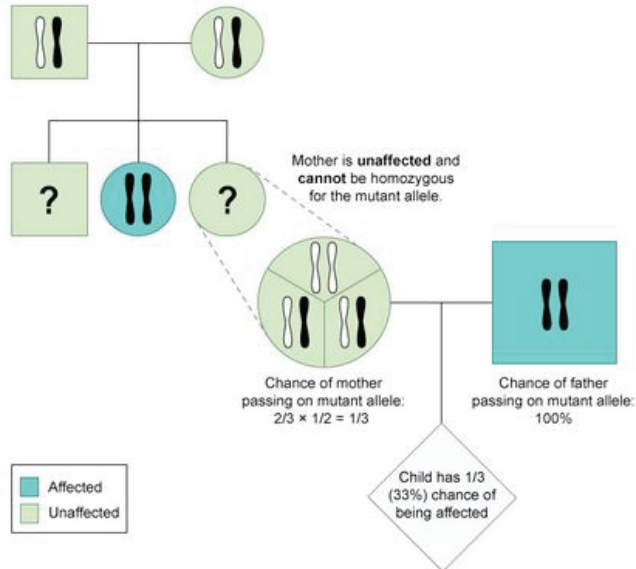 Mother is unaffected and
cannot be homozygous
for the mutant allele.
?
?
Chance of mother
passing on mutant allele:
2/3 × 1/2 = 1/3
Chance of father
passing on mutant allele:
100%
Child has 1/3
(33%) chance of
being affected
Affected
Unaffected